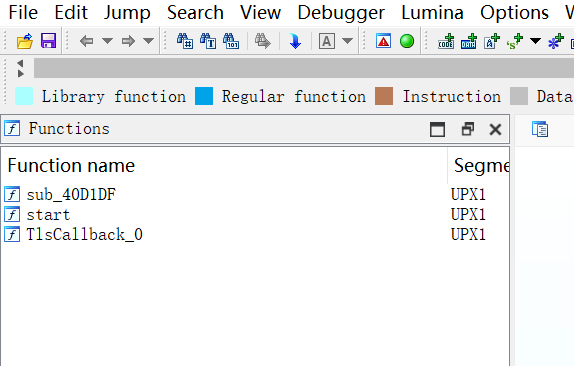 File Edit Jump Search View Debugger Lumina Options W
Library function Regular function Instruction Data
Functions
Function name Segme
sub_40D1DF UPX1
start UPX1
TlsCallback_0 UPX1